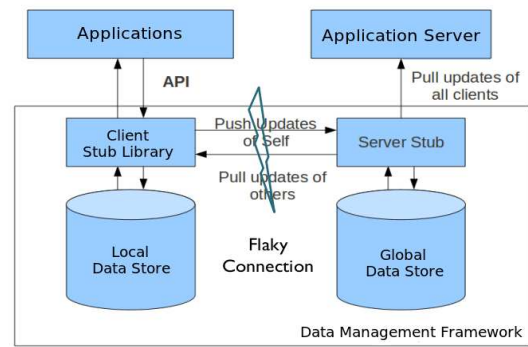 Applications
Application Server
API
Pull updates of
all clients
Push Updates
of Self
Client
Stub Library
Server Stub
Pull updates of
others
Local
Data Store
Flaky
Connection
Global
Data Store
Data Management Framework